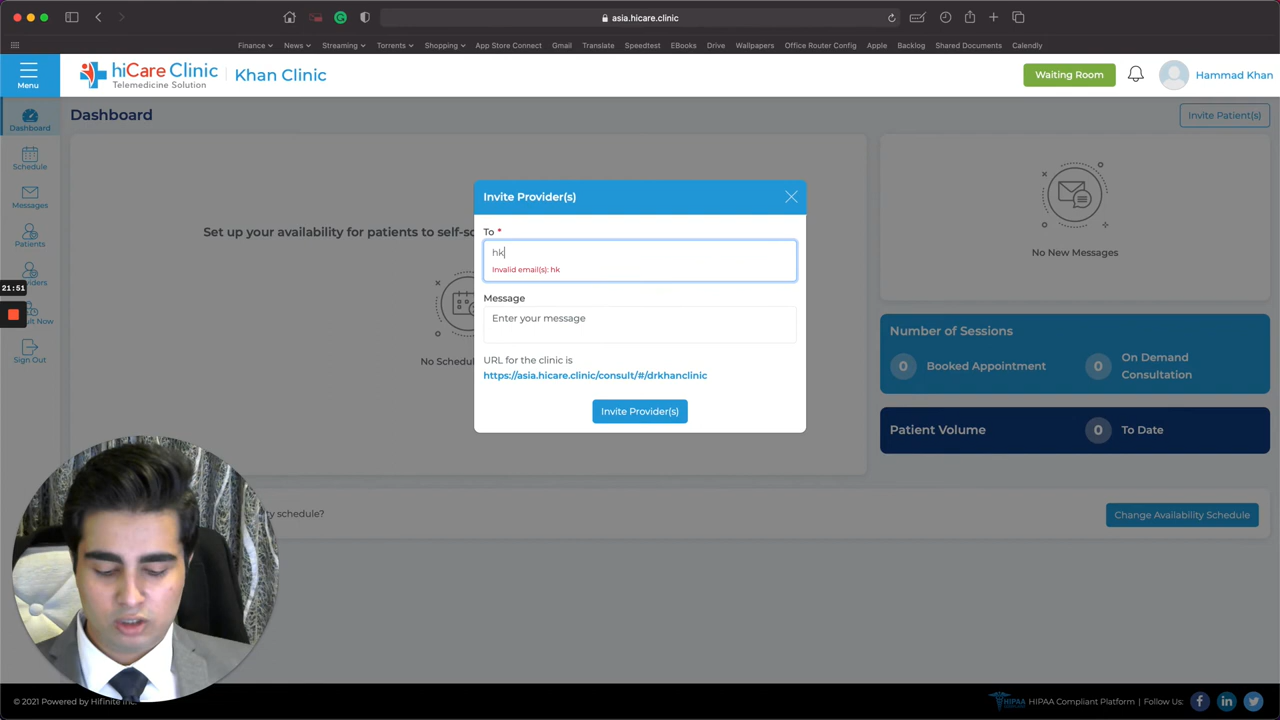 asia.hicare.clinic
Finance
News
Streaming
Torrents
Shopping
App Store Connect
Gmail
Translate
Speedtest
EBooks
Drive
Wallpapers
Office Router Config
Apple
Backlog
Shared Documents
Calendly
Menu
hiCare Clinic
Telemedicine Solution
Khan Clinic
Waiting Room
Hammad Khan
Dashboard
Dashboard
Invite Patient(s)
Schedule
Messages
Patients
iders
21:51
ult Now
Sign Out
Set up your availability for patients to self-sc
No Schedul
Invite Provider(s)
To *
hk
Invalid email(s): hk
Message
Enter your message
URL for the clinic is
https://asia.hicare.clinic/consult/#/drkhanclinic
Invite Provider(s)
No New Messages
Number of Sessions
0 Booked Appointment
0 On Demand
Consultation
Patient Volume
0 To Date
ty schedule?
Change Availability Schedule
© 2021 Powered by Hifinite Inc.
HIPAA
HIPAA Compliant Platform | Follow Us: